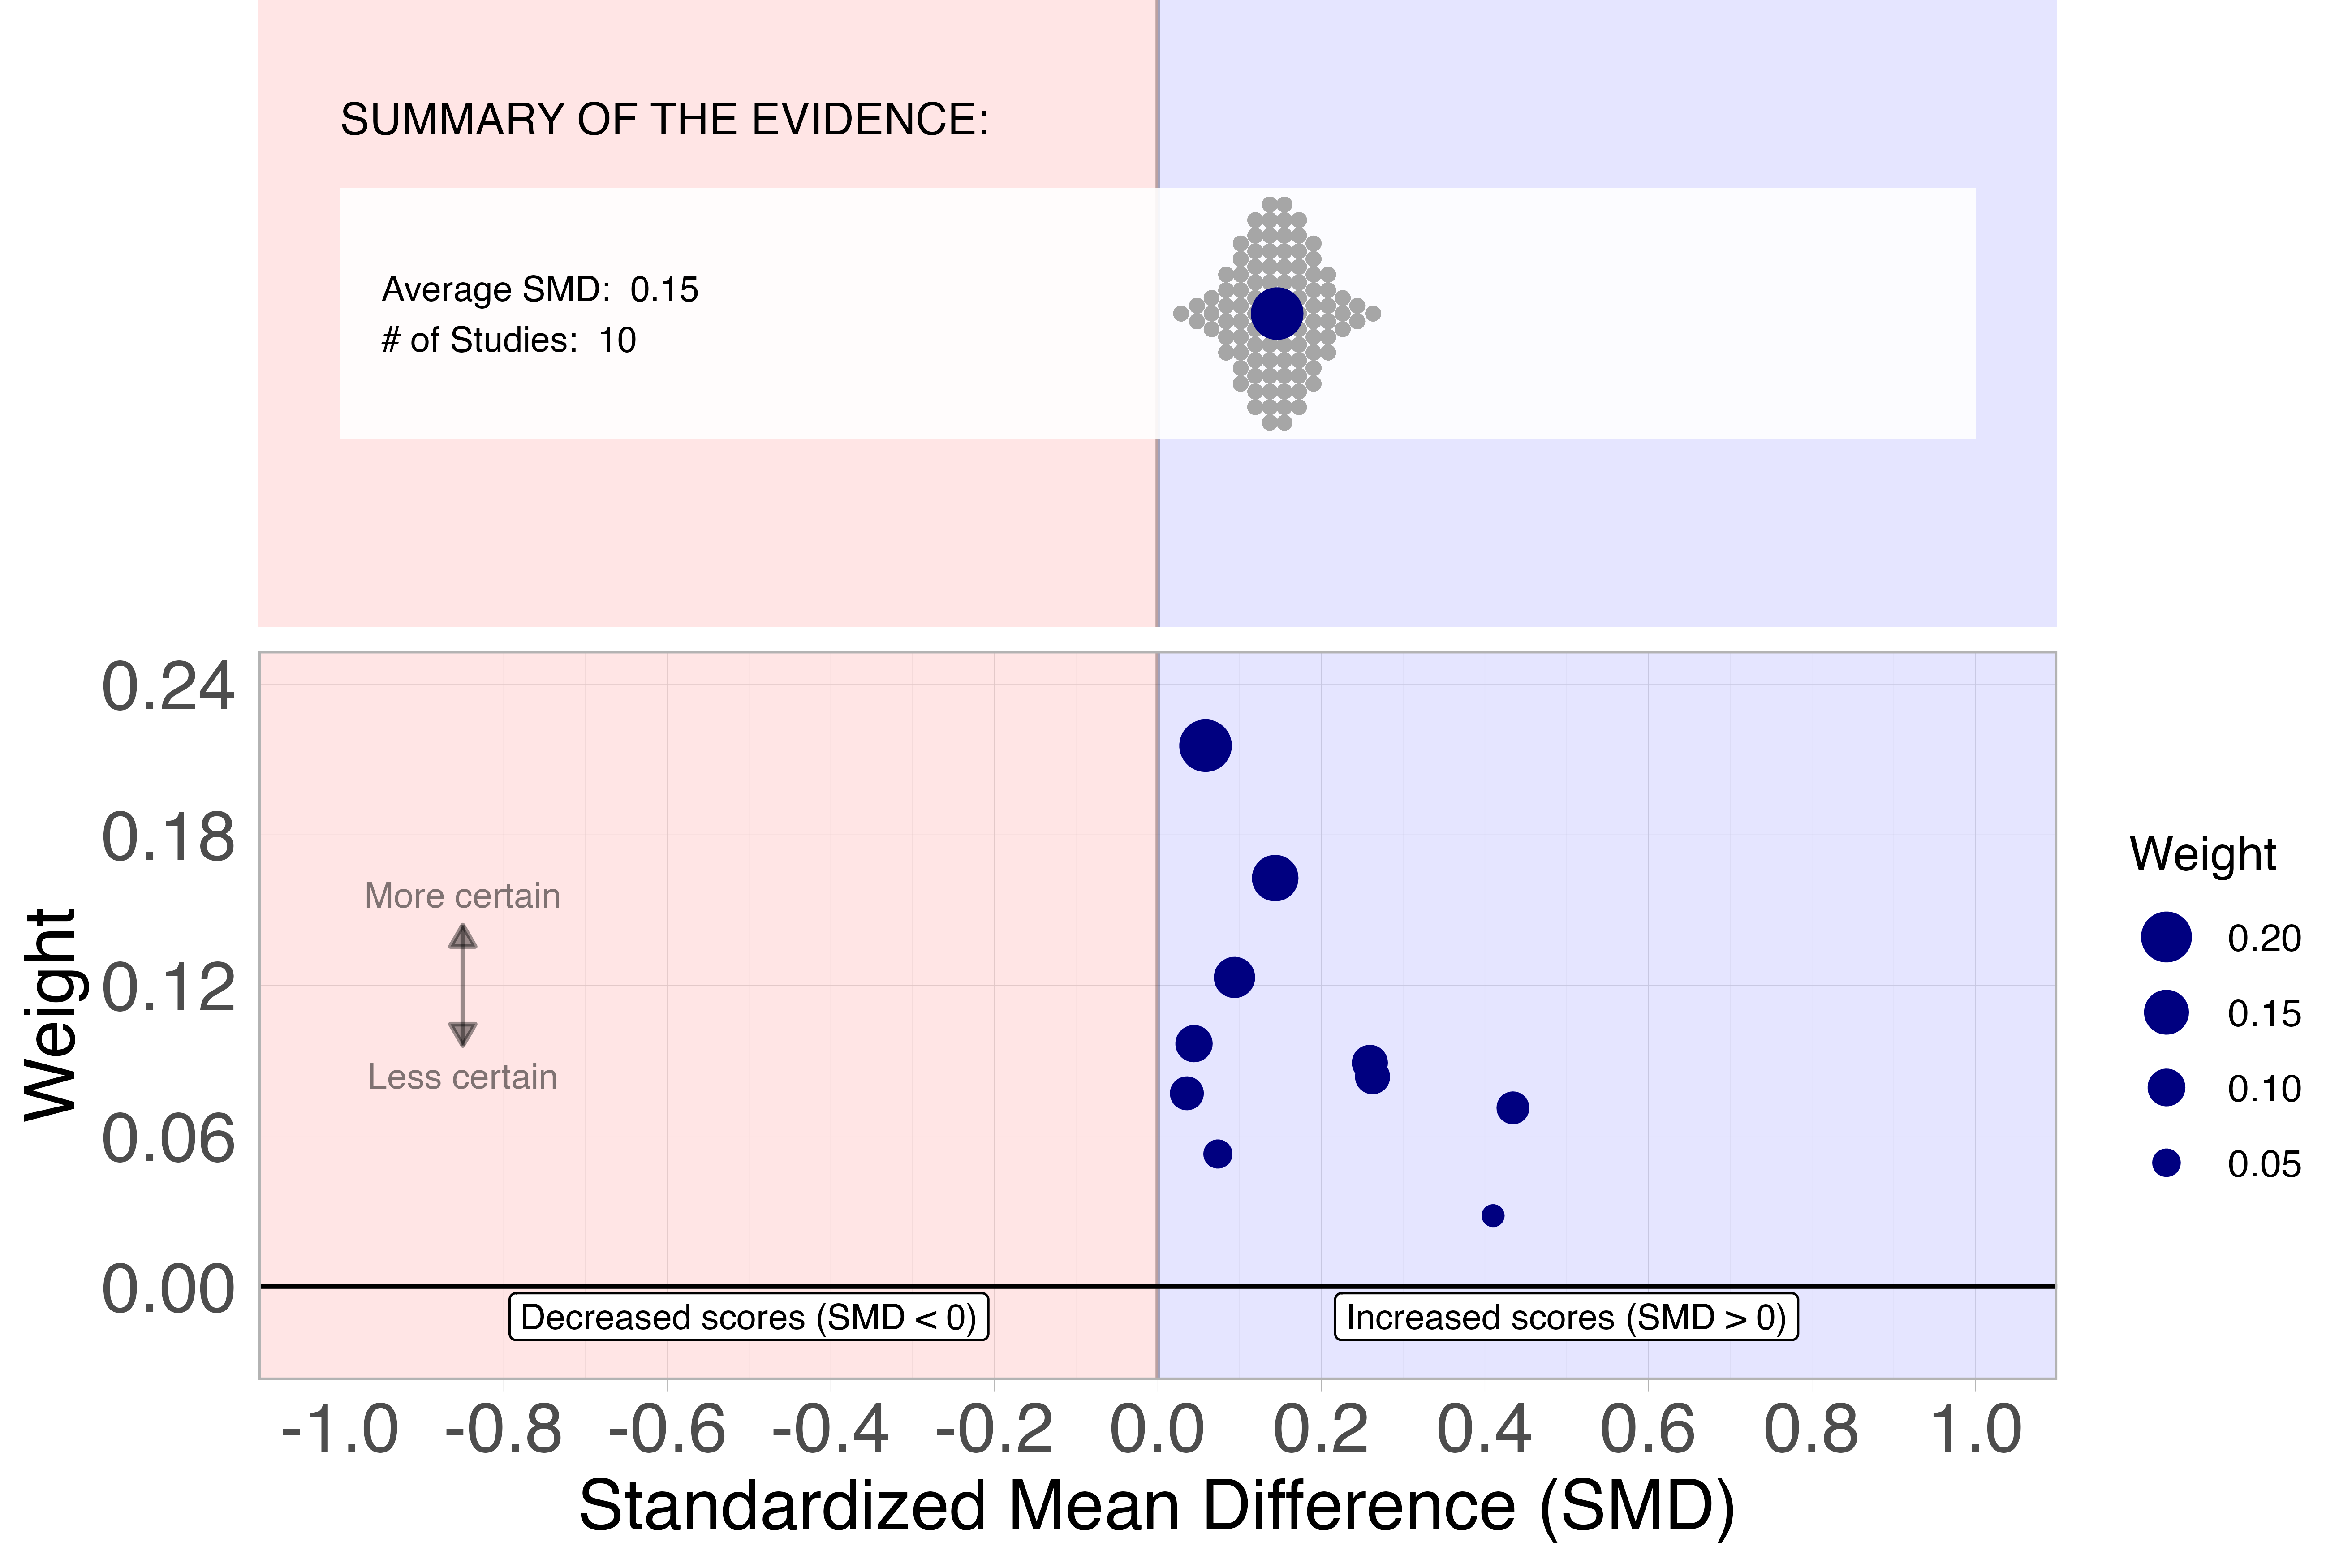 SUMMARY OF THE EVIDENCE:
Average SMD: 0.15
# of Studies: 10
Weight
0.24
0.18
0.12
0.06
0.00
More certain
Less certain
Decreased scores (SMD < 0)
Increased scores (SMD > 0)
-1.0 -0.8 -0.6 -0.4 -0.2 0.0 0.2 0.4 0.6 0.8 1.0
Standardized Mean Difference (SMD)
Weight
0.20
0.15
0.10
0.05